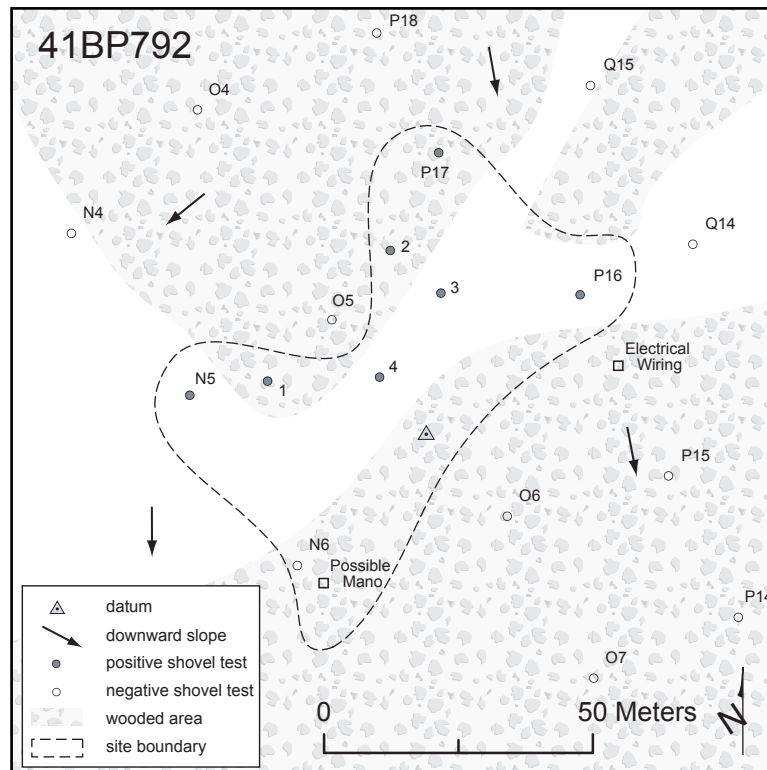 41BP792
P18
Q15
O4
P17
N4
Q14
2
P16
3
O5
Electrical
Wiring
4
1
N5
P15
O6
N6
Possible
Mano
datum
P14
downward slope
positive shovel test
O7
negative shovel test
wooded area
0
50 Meters
N
site boundary